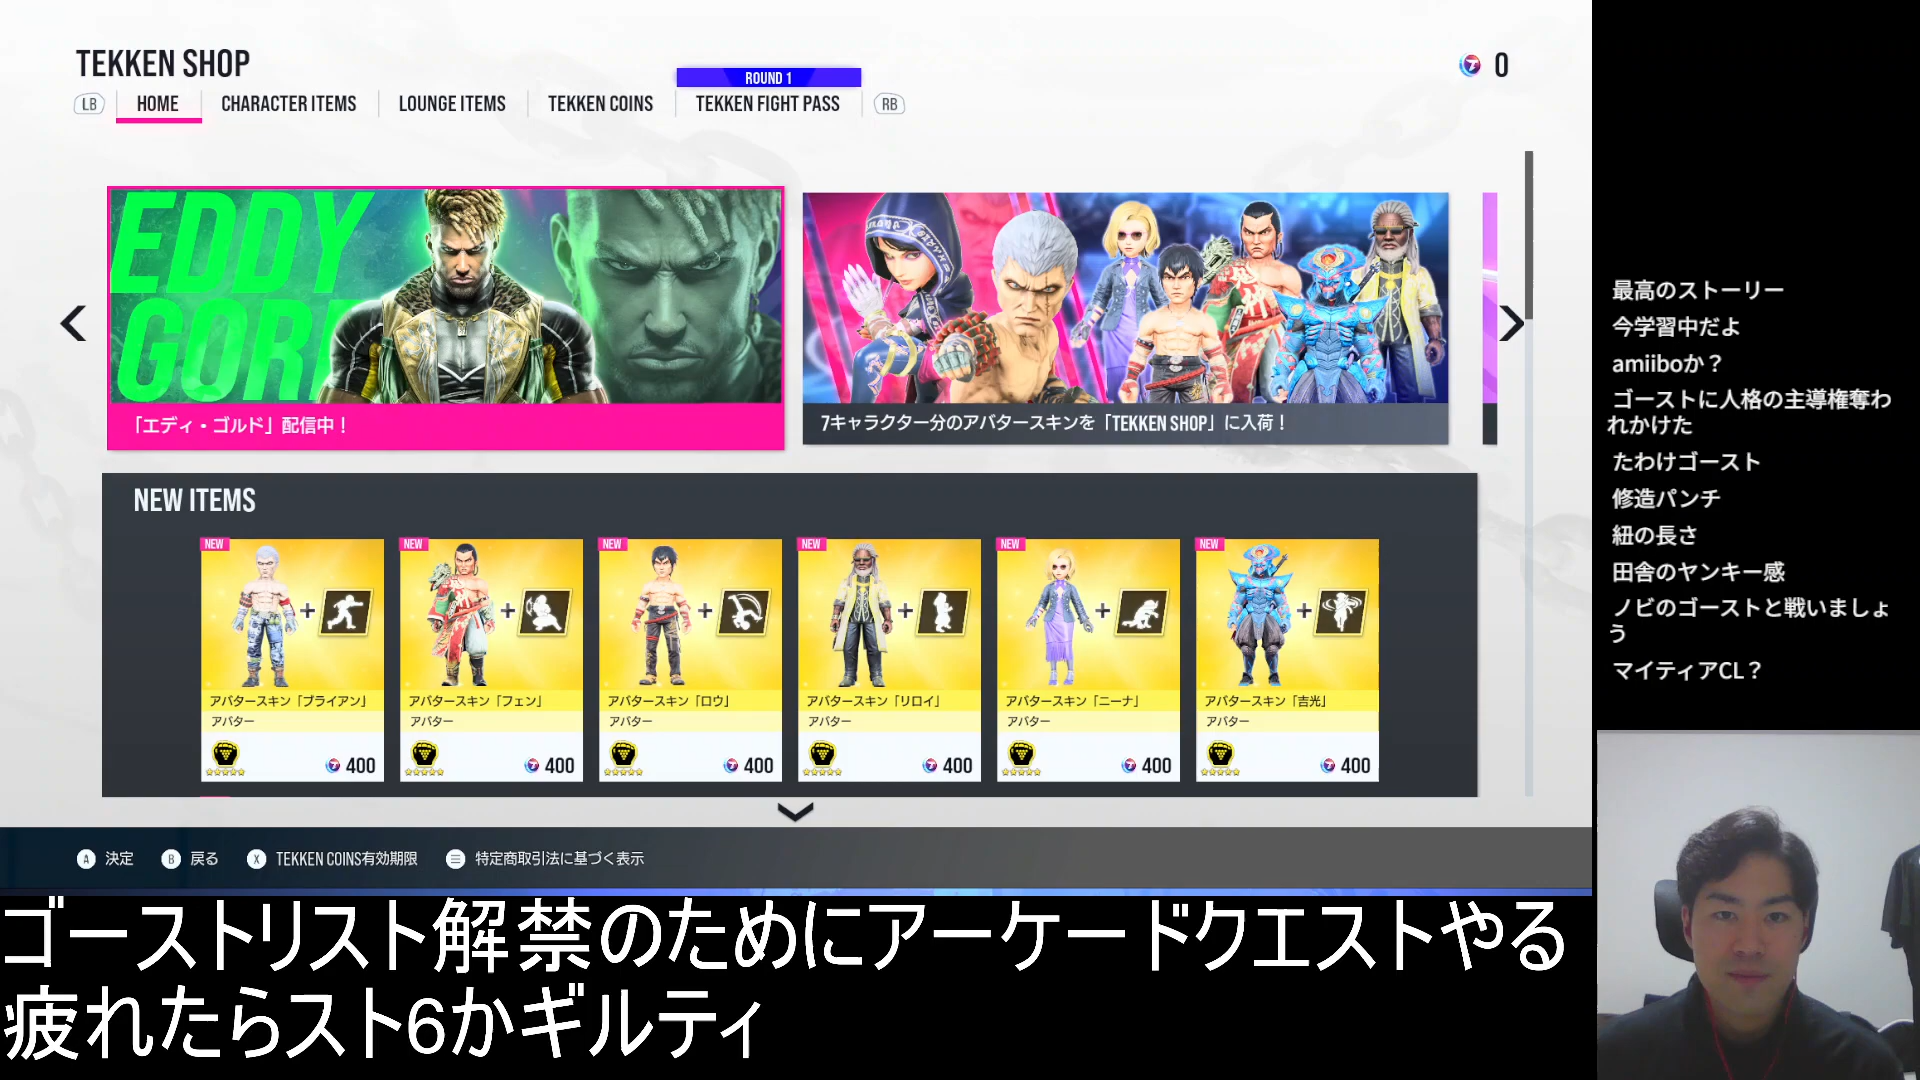 TEKKEN SHOP
0
ROUND 1
LB HOME CHARACTER ITEMS LOUNGE ITEMS TEKKEN COINS TEKKEN FIGHT PASS RB
EDDY
GORD
「エディ・ゴルド」配信中！
7キャラクター分のアバタースキンを「TEKKEN SHOP」に入荷！
NEW ITEMS
NEW NEW NEW NEW NEW NEW
アバタースキン「ブライアン」 アバタースキン「フェン」 アバタースキン「ロウ」 アバタースキン「リロイ」 アバタースキン「ニーナ」 アバタースキン「吉光」
アバター アバター アバター アバター アバター アバター
400 400 400 400 400 400
A 決定 B 戻る X TEKKEN COINS有効期限 特定商取引法に基づく表示
ゴーストリスト解禁のためにアーケードクエストやる
疲れたらスト6かギルティ
最高のストーリー
今学習中だよ
amiiboか？
ゴーストに人格の主導権奪わ
れかけた
たわけゴースト
修造パンチ
紐の長さ
田舎のヤンキー感
ノビのゴーストと戦いましょ
う
マイティアCL？